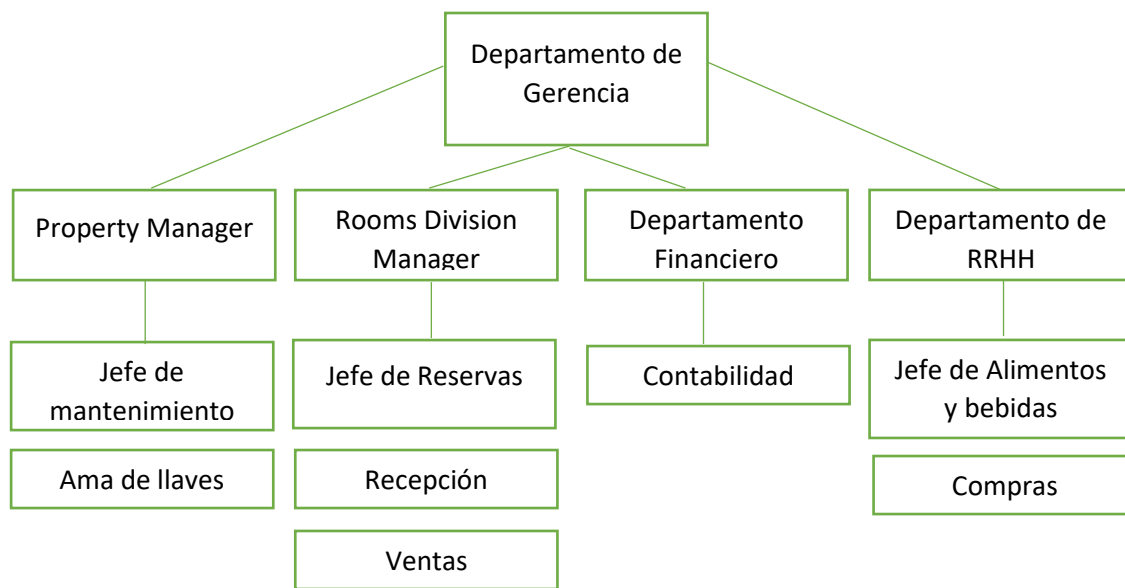 Departamento de
Gerencia
Property Manager
Rooms Division
Manager
Departamento
Financiero
Departamento de
RRHH
Jefe de
mantenimiento
Jefe de Reservas
Contabilidad
Jefe de Alimentos
y bebidas
Ama de llaves
Recepción
Compras
Ventas